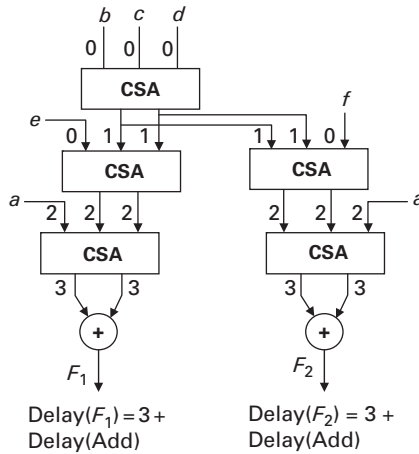 b c d
0 0 0
CSA
e f
0 1 1 1 1 0
CSA CSA
a a
2 2 2 2 2 2
CSA CSA
3 3 3 3
+ +
F1 F2
Delay(F1) = 3 + Delay(F2) = 3 +
Delay(Add) Delay(Add)